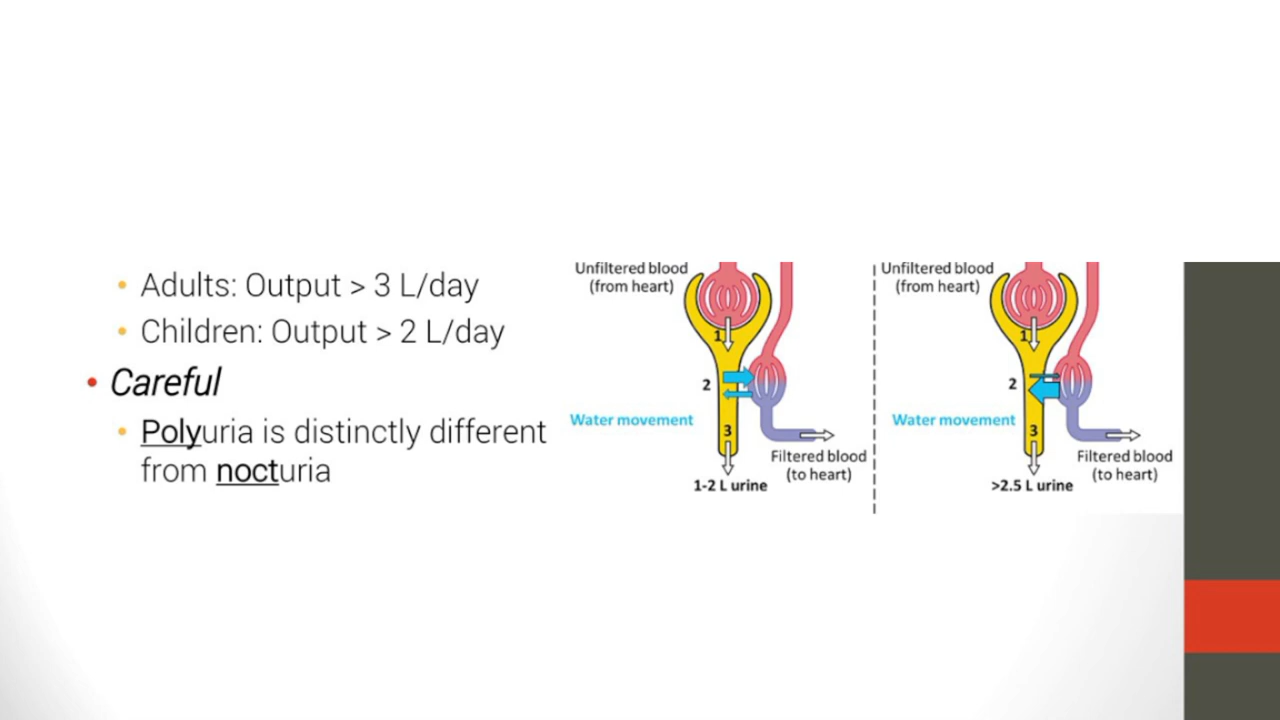 • Adults: Output > 3 L/day
• Children: Output > 2 L/day
• Careful
• Polyuria is distinctly different
from nocturia
Unfiltered blood
(from heart)
1
2
Water movement
3
Filtered blood
(to heart)
1-2 L urine
Unfiltered blood
(from heart)
1
2
Water movement
3
Filtered blood
(to heart)
>2.5 L urine